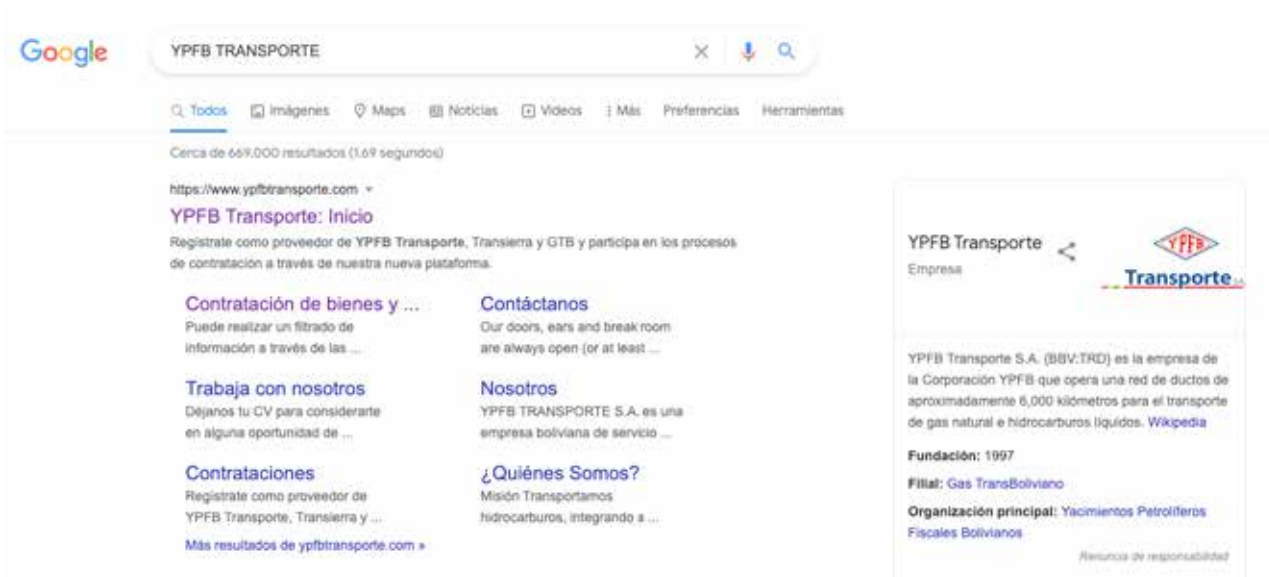 Google
YPFB TRANSPORTE
Todos Imágenes Maps Noticias Videos Más Preferencias Herramientas
Cerca de 669,000 resultados (1.69 segundos)
https://www.ypfbtransporte.com
YPFB Transporte: Inicio
Regístrate como proveedor de YPFB Transporte, Transierra y GTB y participa en los procesos
de contratación a través de nuestra nueva plataforma.
Contratación de bienes y ...
Puede realizar un filtrado de
información a través de las ...
Contáctanos
Our doors, ears and break room
are always open (or at least ...
Trabaja con nosotros
Déjanos tu CV para considerarte
en alguna oportunidad de ...
Nosotros
YPFB TRANSPORTE S.A. es una
empresa boliviana de servicio ...
Contrataciones
Regístrate como proveedor de
YPFB Transporte, Transierra y ...
¿Quiénes Somos?
Misión Transportamos
hidrocarburos, integrando a ...
Más resultados de ypfbtransporte.com »
YPFB Transporte
Empresa
YPFB
Transporte
YPFB Transporte S.A. (BBV:TRD) es la empresa de
la Corporación YPFB que opera una red de ductos de
aproximadamente 6,000 kilómetros para el transporte
de gas natural e hidrocarburos líquidos. Wikipedia
Fundación: 1997
Filial: Gas TransBoliviano
Organización principal: Yacimientos Petrolíferos
Fiscales Bolivianos
Renuncia de responsabilidad